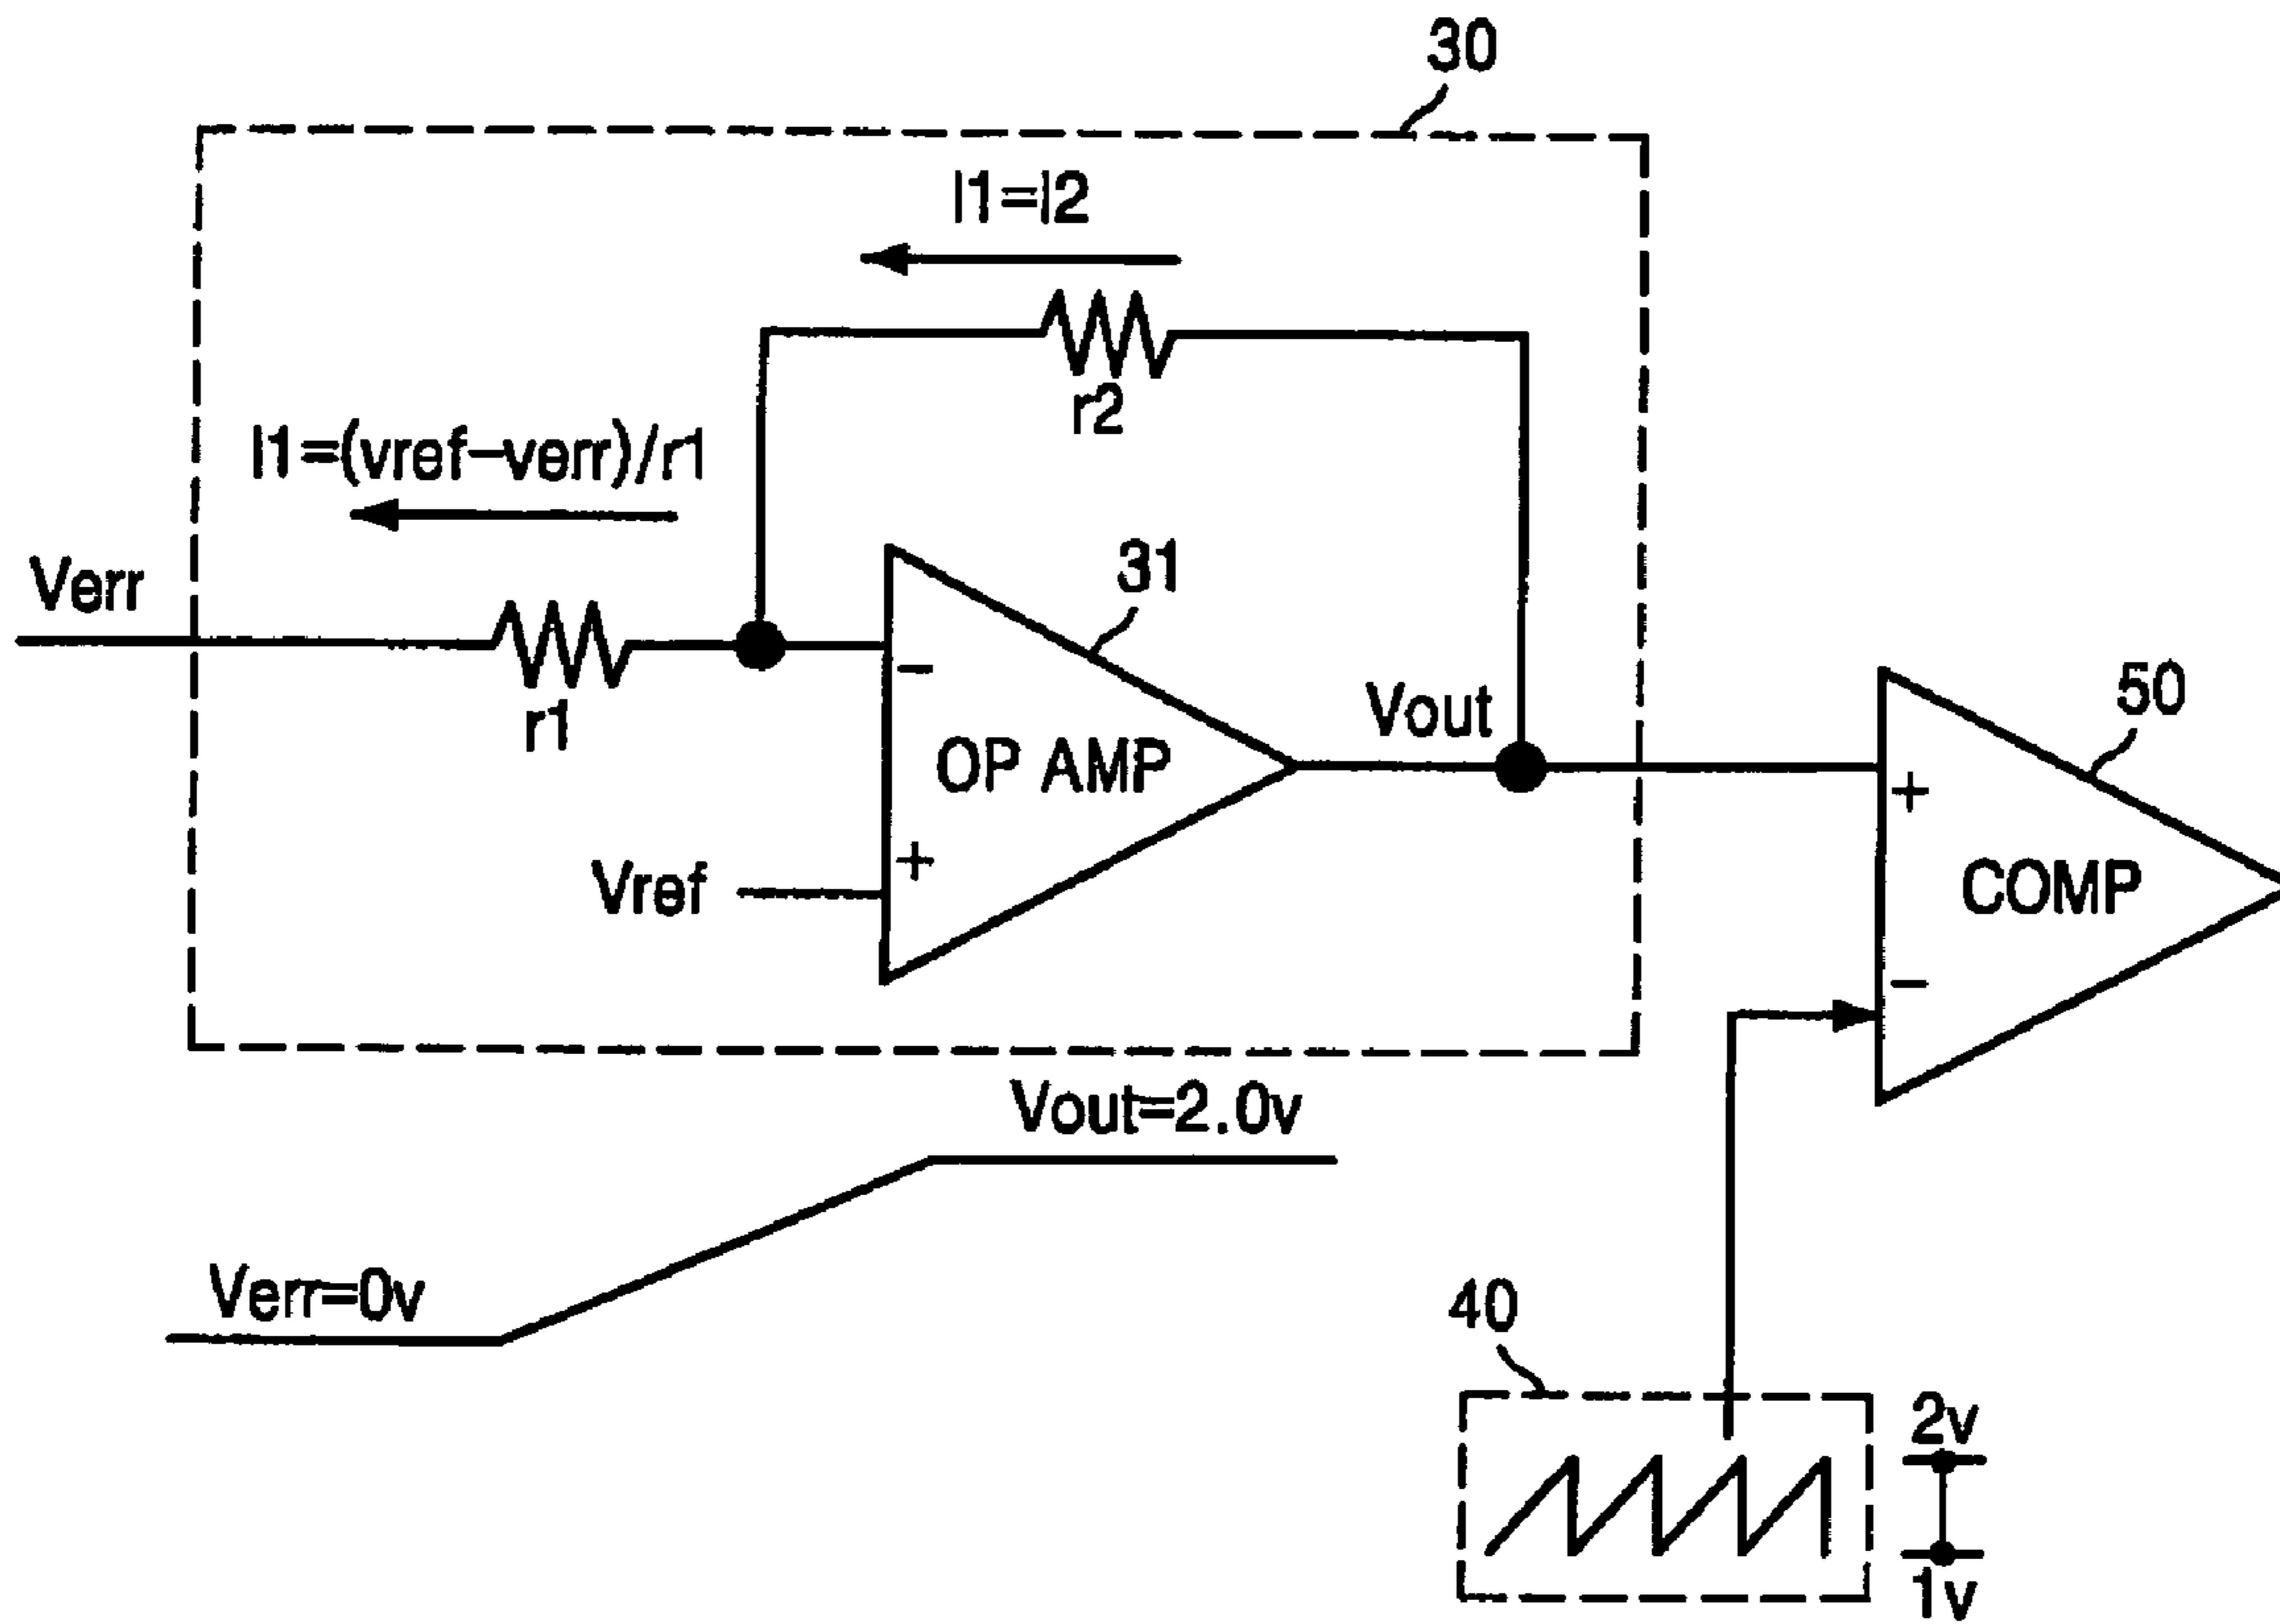 30
I1=I2
r2
I1=(vref-verr)/r1
31
Verr
-
r1
OP AMP
Vout
50
+
Vref
+
COMP
-
Vout=2.0v
Verr=0v
40
2v
1v